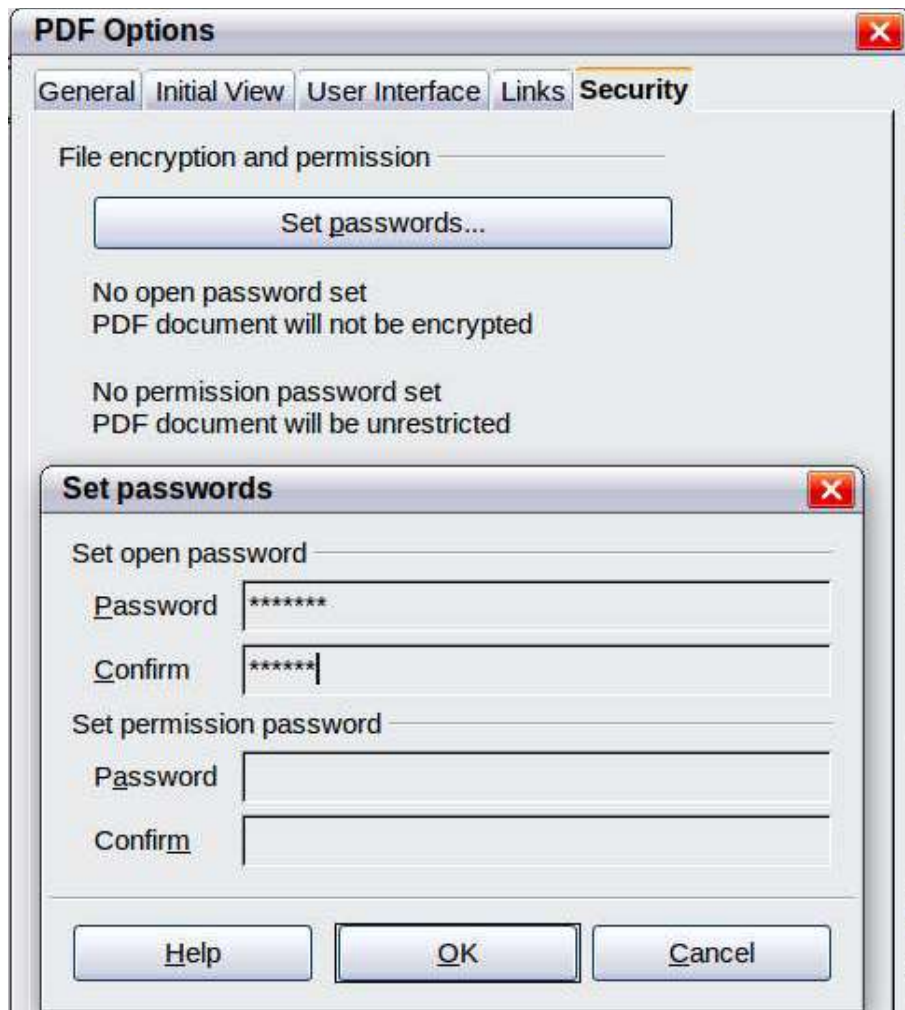 PDF Options
General Initial View User Interface Links Security
File encryption and permission
Set passwords...
No open password set
PDF document will not be encrypted
No permission password set
PDF document will be unrestricted
Set passwords
Set open password
Password *******
Confirm ******
Set permission password
Password
Confirm
Help OK Cancel